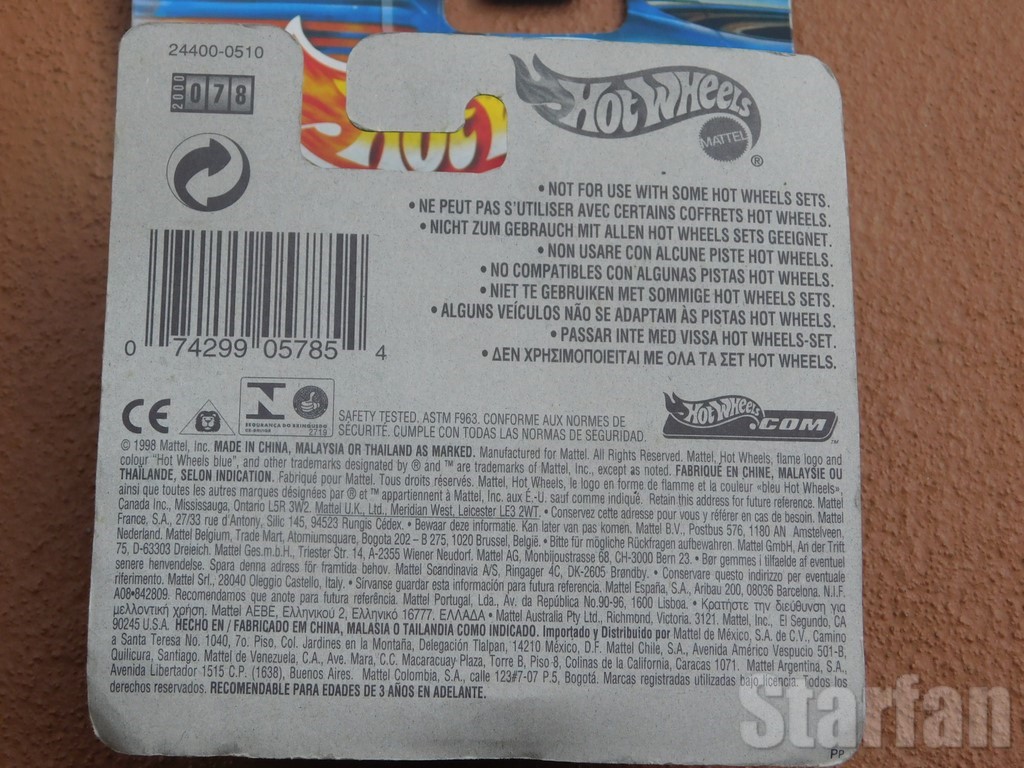 24400-0510
2000
078
HOT WHEELS
MATTEL
®
• NOT FOR USE WITH SOME HOT WHEELS SETS.
• NE PEUT PAS S'UTILISER AVEC CERTAINS COFFRETS HOT WHEELS.
• NICHT ZUM GEBRAUCH MIT ALLEN HOT WHEELS SETS GEEIGNET.
• NON USARE CON ALCUNE PISTE HOT WHEELS.
• NO COMPATIBLES CON ALGUNAS PISTAS HOT WHEELS.
• NIET TE GEBRUIKEN MET SOMMIGE HOT WHEELS SETS.
• ALGUNS VEÍCULOS NÃO SE ADAPTAM ÀS PISTAS HOT WHEELS.
• PASSAR INTE MED VISSA HOT WHEELS-SET.
• ΔΕΝ ΧΡΗΣΙΜΟΠΟΙΕΙΤΑΙ ΜΕ ΟΛΑ ΤΑ ΣΕΤ HOT WHEELS.
0 74299 05785 4
CE
N
SEGURANÇA DO BRINQUEDO
2719
SAFETY TESTED. ASTM F963. CONFORME AUX NORMES DE
SÉCURITÉ. CUMPLE CON TODAS LAS NORMAS DE SEGURIDAD.
HOT WHEELS .COM ™
© 1998 Mattel, Inc. MADE IN CHINA, MALAYSIA OR THAILAND AS MARKED. Manufactured for Mattel. All Rights Reserved. Mattel, Hot Wheels, flame logo and
colour "Hot Wheels blue", and other trademarks designated by ® and ™ are trademarks of Mattel, Inc., except as noted. FABRIQUÉ EN CHINE, MALAYSIE OU
THAÏLANDE, SELON INDICATION. Fabriqué pour Mattel. Tous droits réservés. Mattel, Hot Wheels, le logo en forme de flamme et la couleur «bleu Hot Wheels»,
ainsi que toutes les autres marques désignées par ® et ™ appartiennent à Mattel, Inc. aux É.-U. sauf comme indiqué. Retain this address for future reference. Mattel
Canada Inc., Mississauga, Ontario L5R 3W2. Mattel U.K., Ltd., Meridian West, Leicester LE3 2WT. • Conservez cette adresse pour vous y référer en cas de besoin. Mattel
France, S.A., 27/33 rue d'Antony, Silic 145, 94523 Rungis Cédex. • Bewaar deze informatie. Kan later van pas komen. Mattel B.V., Postbus 576, 1180 AN Amstelveen,
Nederland. Mattel Belgium, Trade Mart, Atomiumsquare, Bogota 202 – B 275, 1020 Brussel, België. • Bitte für mögliche Rückfragen aufbewahren. Mattel GmbH, An der Trift
75, D-63303 Dreieich. Mattel Ges.m.b.H., Triester Str. 14, A-2355 Wiener Neudorf. Mattel AG, Monbijoustrasse 68, CH-3000 Bern 23. • Bør gemmes i tilfælde af eventuel
senere henvendelse. Spara denna adress för framtida behov. Mattel Scandinavia A/S, Ringager 4C, DK-2605 Brøndby. • Conservare questo indirizzo per eventuale
riferimento. Mattel Srl., 28040 Oleggio Castello, Italy. • Sirvanse guardar esta información para futura referencia. Mattel España, S.A., Aribau 200, 08036 Barcelona. N.I.F.
A08-842809. Recomendamos que anote para futura referencia. Mattel Portugal, Lda., Av. da República No.90-96, 1600 Lisboa. • Κρατήστε την διεύθυνση για
μελλοντική χρήση. Mattel AEBE, Ελληνικού 2, Ελληνικό 16777. ΕΛΛΑΔΑ • Mattel Australia Pty Ltd., Richmond, Victoria. 3121. Mattel, Inc., El Segundo, CA
90245 U.S.A. HECHO EN / FABRICADO EM CHINA, MALASIA O TAILANDIA COMO INDICADO. Importado y Distribuido por Mattel de México, S.A. de C.V., Camino
a Santa Teresa No. 1040, 7o. Piso, Col. Jardines en la Montaña, Delegación Tlalpan, 14210 México, D.F. Mattel Chile, S.A., Avenida Américo Vespucio 501-B,
Quilicura, Santiago. Mattel de Venezuela, C.A., Ave. Mara, C.C. Macaracuay Plaza, Torre B, Piso 8, Colinas de la California, Caracas 1071. Mattel Argentina, S.A.,
Avenida Libertador 1515 C.P. (1638), Buenos Aires. Mattel Colombia, S.A., calle 123#7-07 P.5, Bogotá. Marcas registradas utilizadas bajo licencia. Todos los
derechos reservados. RECOMENDABLE PARA EDADES DE 3 AÑOS EN ADELANTE.
PP
Starfan